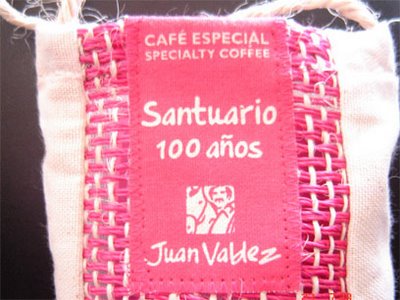 CAFÉ ESPECIAL
SPECIALTY COFFEE
Santuario
100 años
Juan Valdez